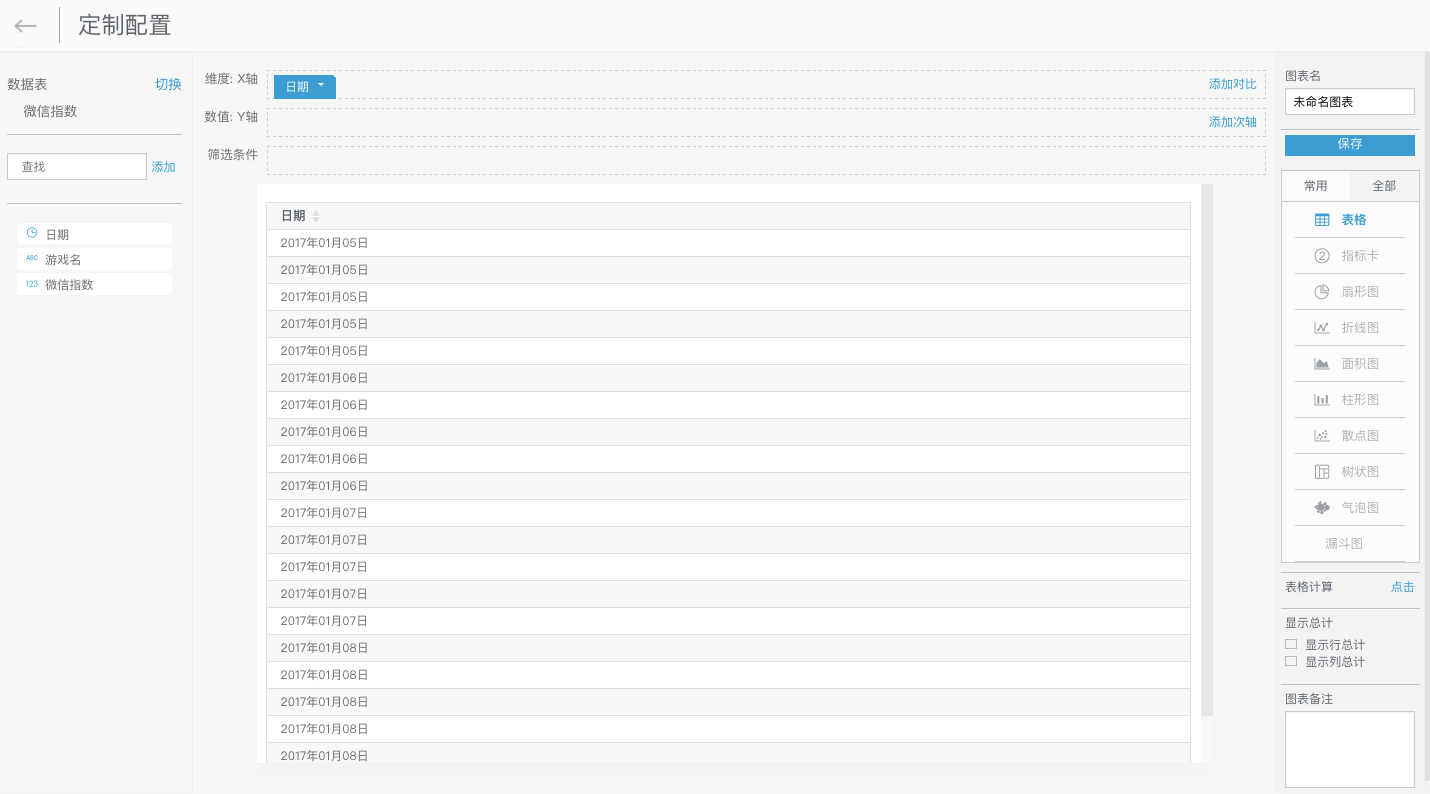 定制配置
数据表 切换
微信指数
查找 添加
日期
ABC 游戏名
123 微信指数
维度: X轴 日期 添加对比
数值: Y轴 添加次轴
筛选条件
日期
2017年01月05日
2017年01月05日
2017年01月05日
2017年01月05日
2017年01月05日
2017年01月06日
2017年01月06日
2017年01月06日
2017年01月06日
2017年01月06日
2017年01月07日
2017年01月07日
2017年01月07日
2017年01月07日
2017年01月07日
2017年01月08日
2017年01月08日
2017年01月08日
2017年01月08日
2017年01月08日
图表名
未命名图表
保存
常用 全部
表格
2 指标卡
扇形图
折线图
面积图
柱形图
散点图
树状图
气泡图
漏斗图
表格计算 点击
显示总计
显示行总计
显示列总计
图表备注